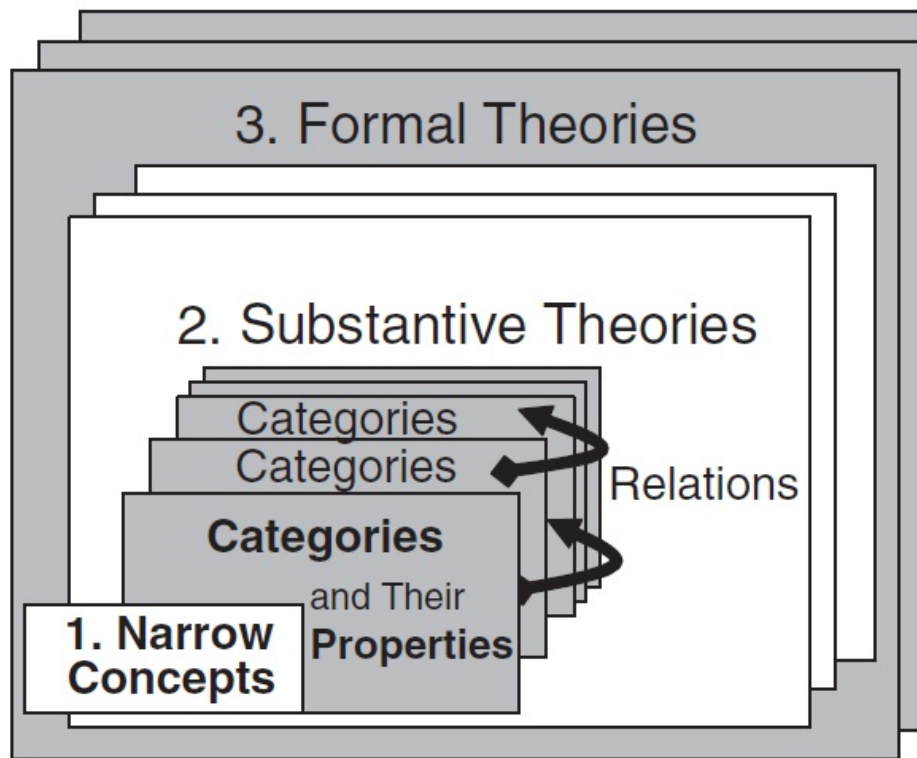 3. Formal Theories
2. Substantive Theories
Categories
Categories
Relations
Categories
and Their
Properties
1. Narrow
Concepts